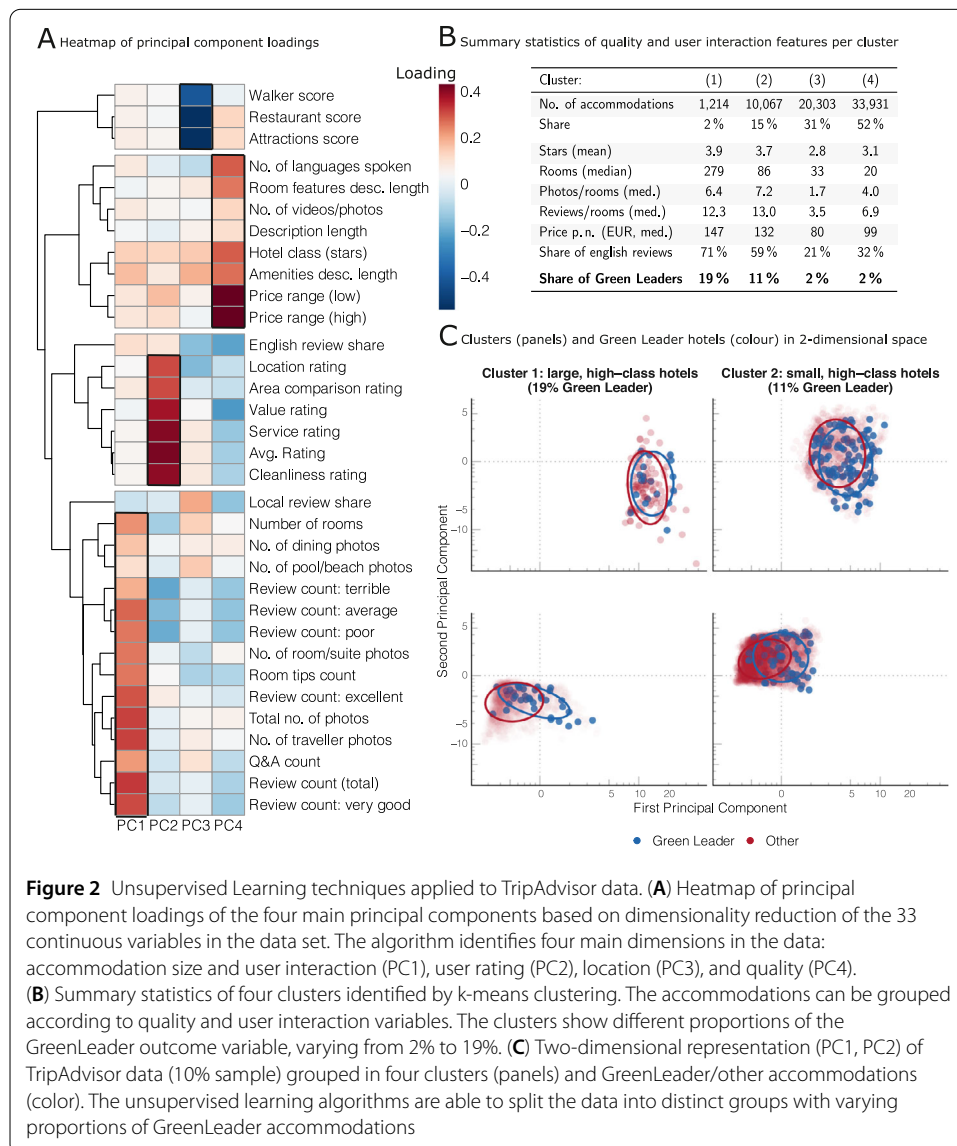 A Heatmap of principal component loadings
Loading
0.4
0.2
0
−0.2
−0.4
Walker score
Restaurant score
Attractions score
No. of languages spoken
Room features desc. length
No. of videos/photos
Description length
Hotel class (stars)
Amenities desc. length
Price range (low)
Price range (high)
English review share
Location rating
Area comparison rating
Value rating
Service rating
Avg. Rating
Cleanliness rating
Local review share
Number of rooms
No. of dining photos
No. of pool/beach photos
Review count: terrible
Review count: average
Review count: poor
No. of room/suite photos
Room tips count
Review count: excellent
Total no. of photos
No. of traveller photos
Q&A count
Review count (total)
Review count: very good
PC1 PC2 PC3 PC4
B Summary statistics of quality and user interaction features per cluster
Cluster: (1) (2) (3) (4)
No. of accommodations 1,214 10,067 20,303 33,931
Share 2 % 15 % 31 % 52 %
Stars (mean) 3.9 3.7 2.8 3.1
Rooms (median) 279 86 33 20
Photos/rooms (med.) 6.4 7.2 1.7 4.0
Reviews/rooms (med.) 12.3 13.0 3.5 6.9
Price p.n. (EUR, med.) 147 132 80 99
Share of english reviews 71 % 59 % 21 % 32 %
Share of Green Leaders 19 % 11 % 2 % 2 %
C Clusters (panels) and Green Leader hotels (colour) in 2-dimensional space
Cluster 1: large, high−class hotels
(19% Green Leader)
Cluster 2: small, high−class hotels
(11% Green Leader)
5
0
−5
−10
5
0
−5
−10
Second Principal Component
0 5 10 20
0 5 10 20
First Principal Component
Green Leader Other
Figure 2 Unsupervised Learning techniques applied to TripAdvisor data. (A) Heatmap of principal
component loadings of the four main principal components based on dimensionality reduction of the 33
continuous variables in the data set. The algorithm identifies four main dimensions in the data:
accommodation size and user interaction (PC1), user rating (PC2), location (PC3), and quality (PC4).
(B) Summary statistics of four clusters identified by k-means clustering. The accommodations can be grouped
according to quality and user interaction variables. The clusters show different proportions of the
GreenLeader outcome variable, varying from 2% to 19%. (C) Two-dimensional representation (PC1, PC2) of
TripAdvisor data (10% sample) grouped in four clusters (panels) and GreenLeader/other accommodations
(color). The unsupervised learning algorithms are able to split the data into distinct groups with varying
proportions of GreenLeader accommodations